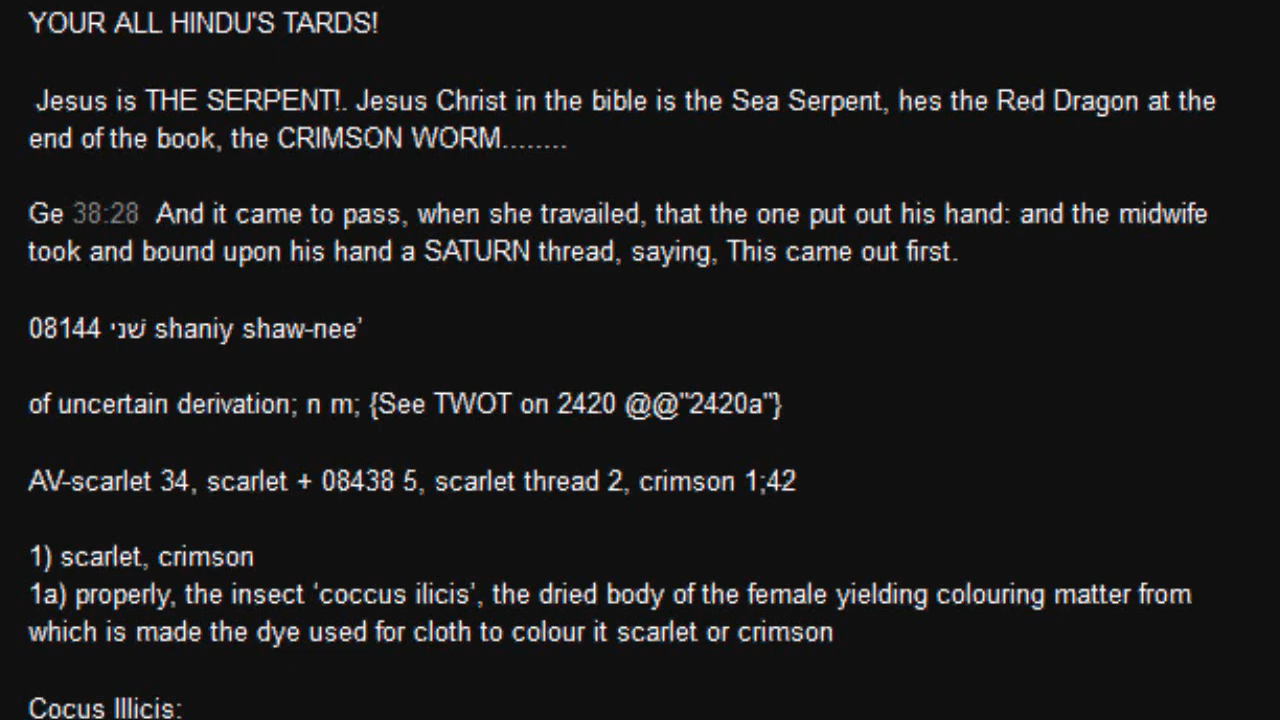 YOUR ALL HINDU'S TARDS!
Jesus is THE SERPENT!. Jesus Christ in the bible is the Sea Serpent, hes the Red Dragon at the
end of the book, the CRIMSON WORM........
Ge 38:28 And it came to pass, when she travailed, that the one put out his hand: and the midwife
took and bound upon his hand a SATURN thread, saying, This came out first.
08144 שׁני shaniy shaw-nee’
of uncertain derivation; n m; {See TWOT on 2420 @@"2420a"}
AV-scarlet 34, scarlet + 08438 5, scarlet thread 2, crimson 1;42
1) scarlet, crimson
1a) properly, the insect ‘coccus ilicis’, the dried body of the female yielding colouring matter from
which is made the dye used for cloth to colour it scarlet or crimson
Cocus Illicis: